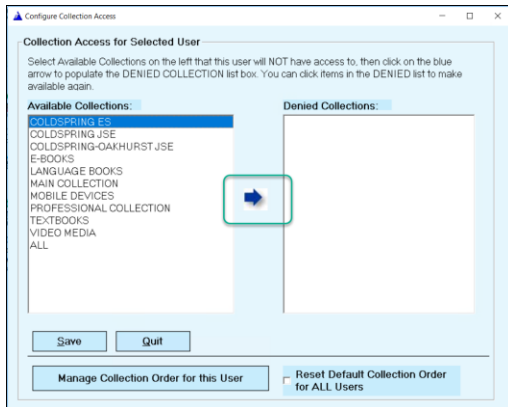 Configure Collection Access
Collection Access for Selected User
Select Available Collections on the left that this user will NOT have access to, then click on the blue
arrow to populate the DENIED COLLECTION list box. You can click items in the DENIED list to make
available again.
Available Collections:
Denied Collections:
COLDSPRING ES
COLDSPRING JSE
COLDSPRING-OAKHURST JSE
E-BOOKS
LANGUAGE BOOKS
MAIN COLLECTION
MOBILE DEVICES
PROFESSIONAL COLLECTION
TEXTBOOKS
VIDEO MEDIA
ALL
Save
Quit
Manage Collection Order for this User
Reset Default Collection Order
for ALL Users